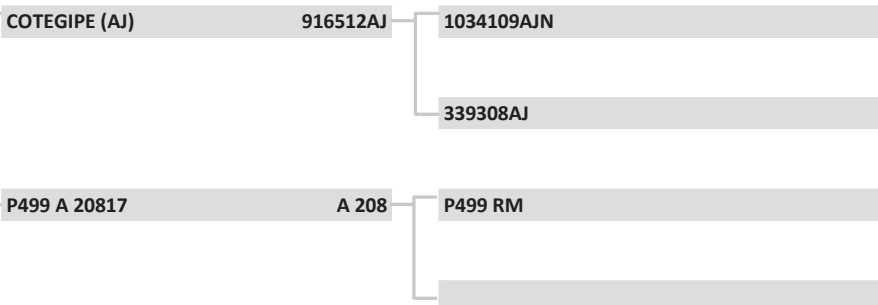 COTEGIPE (AJ) 916512AJ
1034109AJN
339308AJ
P499 A 20817 A 208
P499 RM